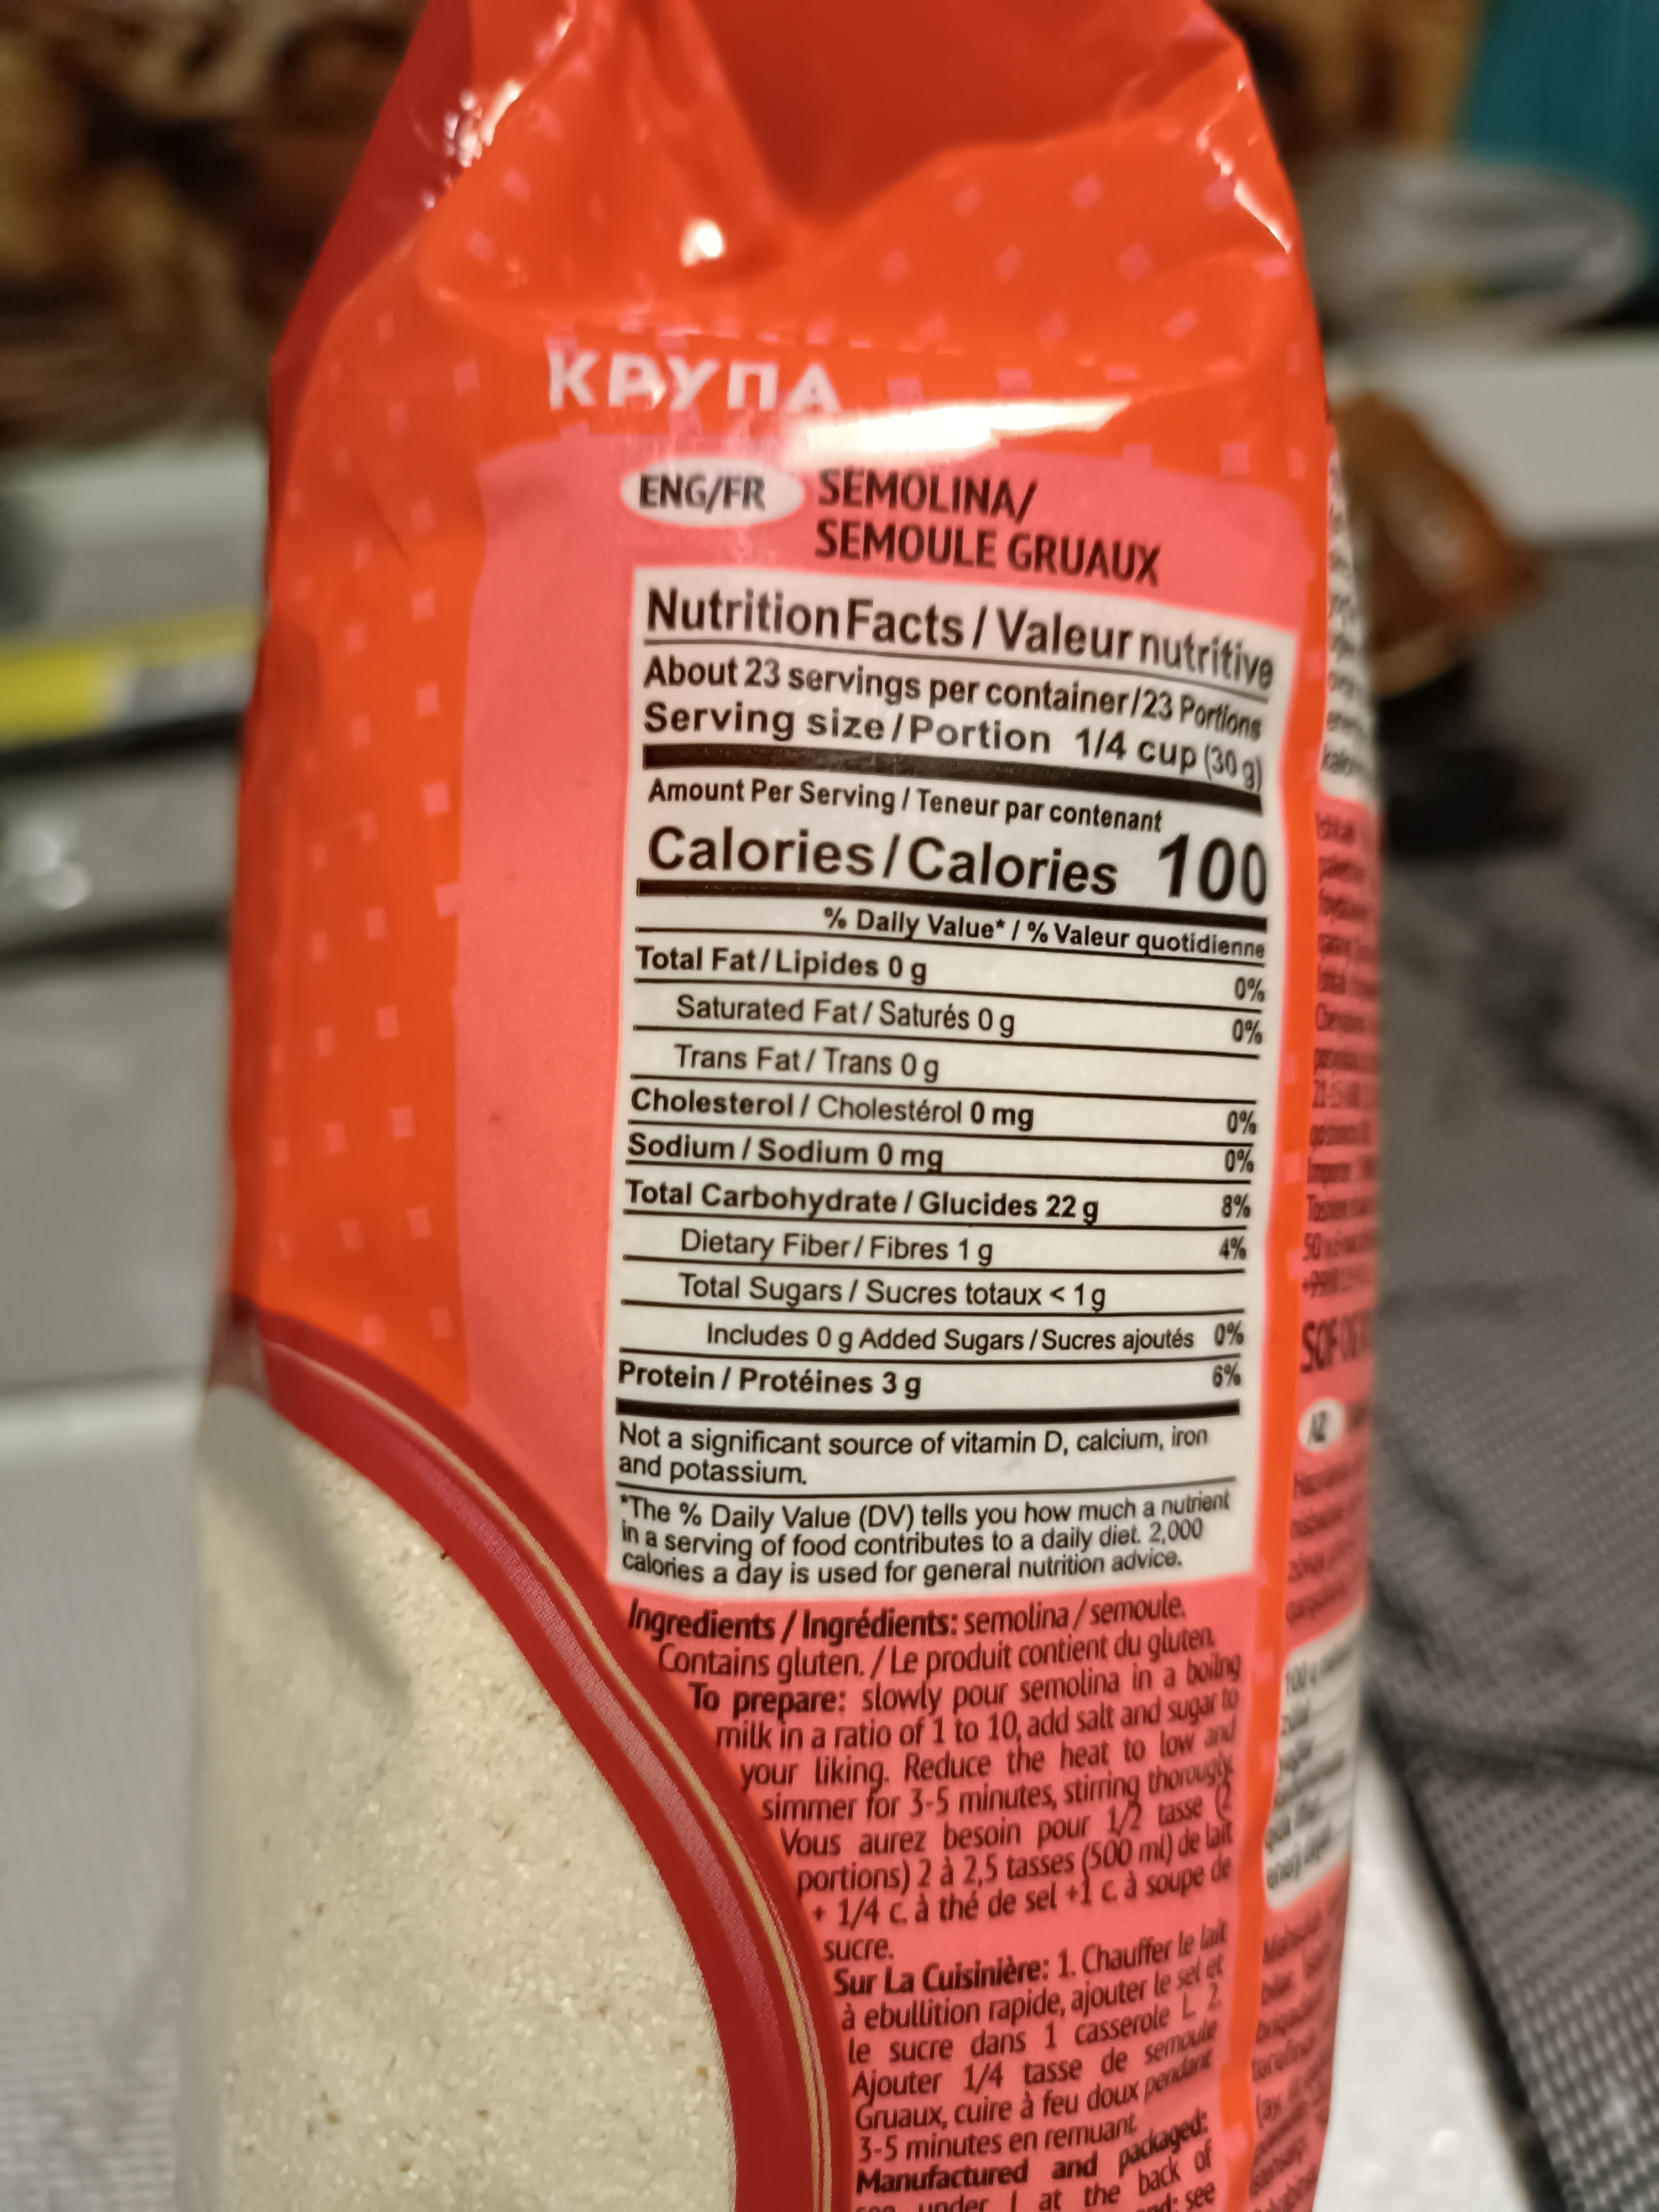 КРУПА
ENG/FR SEMOLINA/
SEMOULE GRUAUX
Nutrition Facts / Valeur nutritive
About 23 servings per container/23 Portions
Serving size/Portion 1/4 cup (30 g)
Amount Per Serving / Teneur par contenant
Calories/Calories 100
% Daily Value* / % Valeur quotidienne
Total Fat/Lipides 0 g 0%
Saturated Fat/ Saturés 0 g 0%
Trans Fat/ Trans 0 g
Cholesterol / Cholestérol 0 mg 0%
Sodium / Sodium 0 mg 0%
Total Carbohydrate / Glucides 22 g 8%
Dietary Fiber/ Fibres 1 g 4%
Total Sugars / Sucres totaux < 1 g
Includes 0 g Added Sugars / Sucres ajoutés 0%
Protein / Protéines 3 g 6%
Not a significant source of vitamin D, calcium, iron
and potassium.
*The % Daily Value (DV) tells you how much a nutrient
in a serving of food contributes to a daily diet. 2,000
calories a day is used for general nutrition advice.
Ingredients / Ingrédients: semolina / semoule.
Contains gluten. / Le produit contient du gluten.
To prepare: slowly pour semolina in a boilng
milk in a ratio of 1 to 10, add salt and sugar to
your liking. Reduce the heat to low and
simmer for 3-5 minutes, stirring thorougly.
Vous aurez besoin pour 1/2 tasse (2
portions) 2 à 2,5 tasses (500 ml) de lait
+ 1/4 c. à thé de sel +1 c. à soupe de
sucre.
Sur La Cuisinière: 1. Chauffer le lait
à ebullition rapide, ajouter le sel et
le sucre dans 1 casserole L. 2.
Ajouter 1/4 tasse de semoule
Gruaux, cuire à feu doux pendant
3-5 minutes en remuant.
Manufactured and packaged:
see under L at the back of
see
AZ